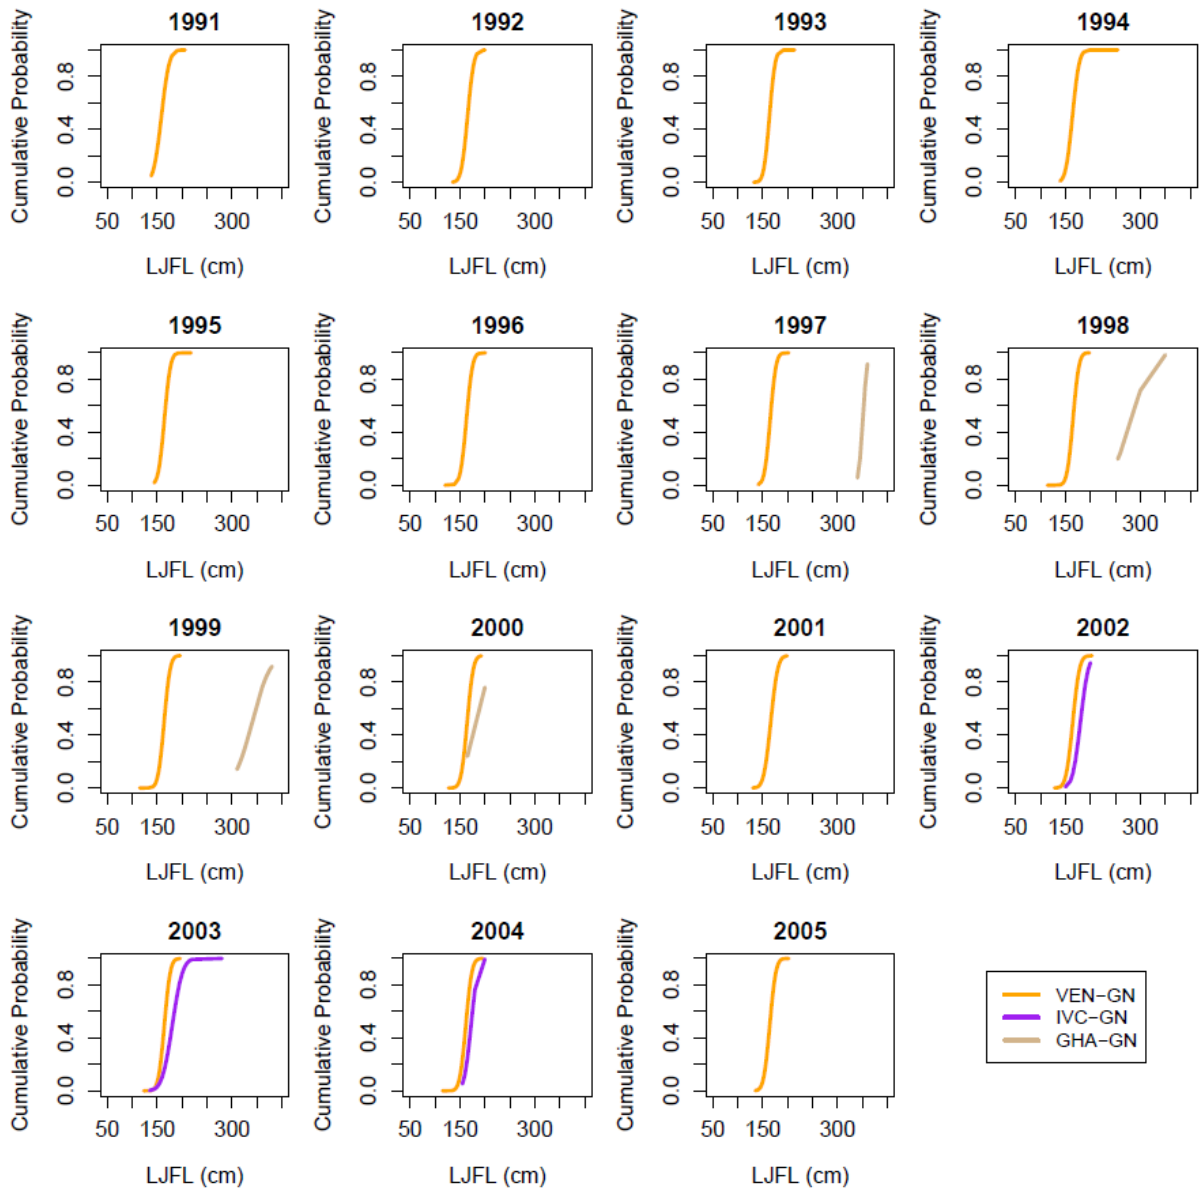 1991 1992 1993 1994
Cumulative Probability Cumulative Probability Cumulative Probability Cumulative Probability
0.8 0.8 0.8 0.8
0.4 0.4 0.4 0.4
0.0 0.0 0.0 0.0
50 150 300 50 150 300 50 150 300 50 150 300
LJFL (cm) LJFL (cm) LJFL (cm) LJFL (cm)
1995 1996 1997 1998
Cumulative Probability Cumulative Probability Cumulative Probability Cumulative Probability
0.8 0.8 0.8 0.8
0.4 0.4 0.4 0.4
0.0 0.0 0.0 0.0
50 150 300 50 150 300 50 150 300 50 150 300
LJFL (cm) LJFL (cm) LJFL (cm) LJFL (cm)
1999 2000 2001 2002
Cumulative Probability Cumulative Probability Cumulative Probability Cumulative Probability
0.8 0.8 0.8 0.8
0.4 0.4 0.4 0.4
0.0 0.0 0.0 0.0
50 150 300 50 150 300 50 150 300 50 150 300
LJFL (cm) LJFL (cm) LJFL (cm) LJFL (cm)
2003 2004 2005
Cumulative Probability Cumulative Probability Cumulative Probability
0.8 0.8 0.8
0.4 0.4 0.4
0.0 0.0 0.0
50 150 300 50 150 300 50 150 300
LJFL (cm) LJFL (cm) LJFL (cm)
VEN−GN
IVC−GN
GHA−GN